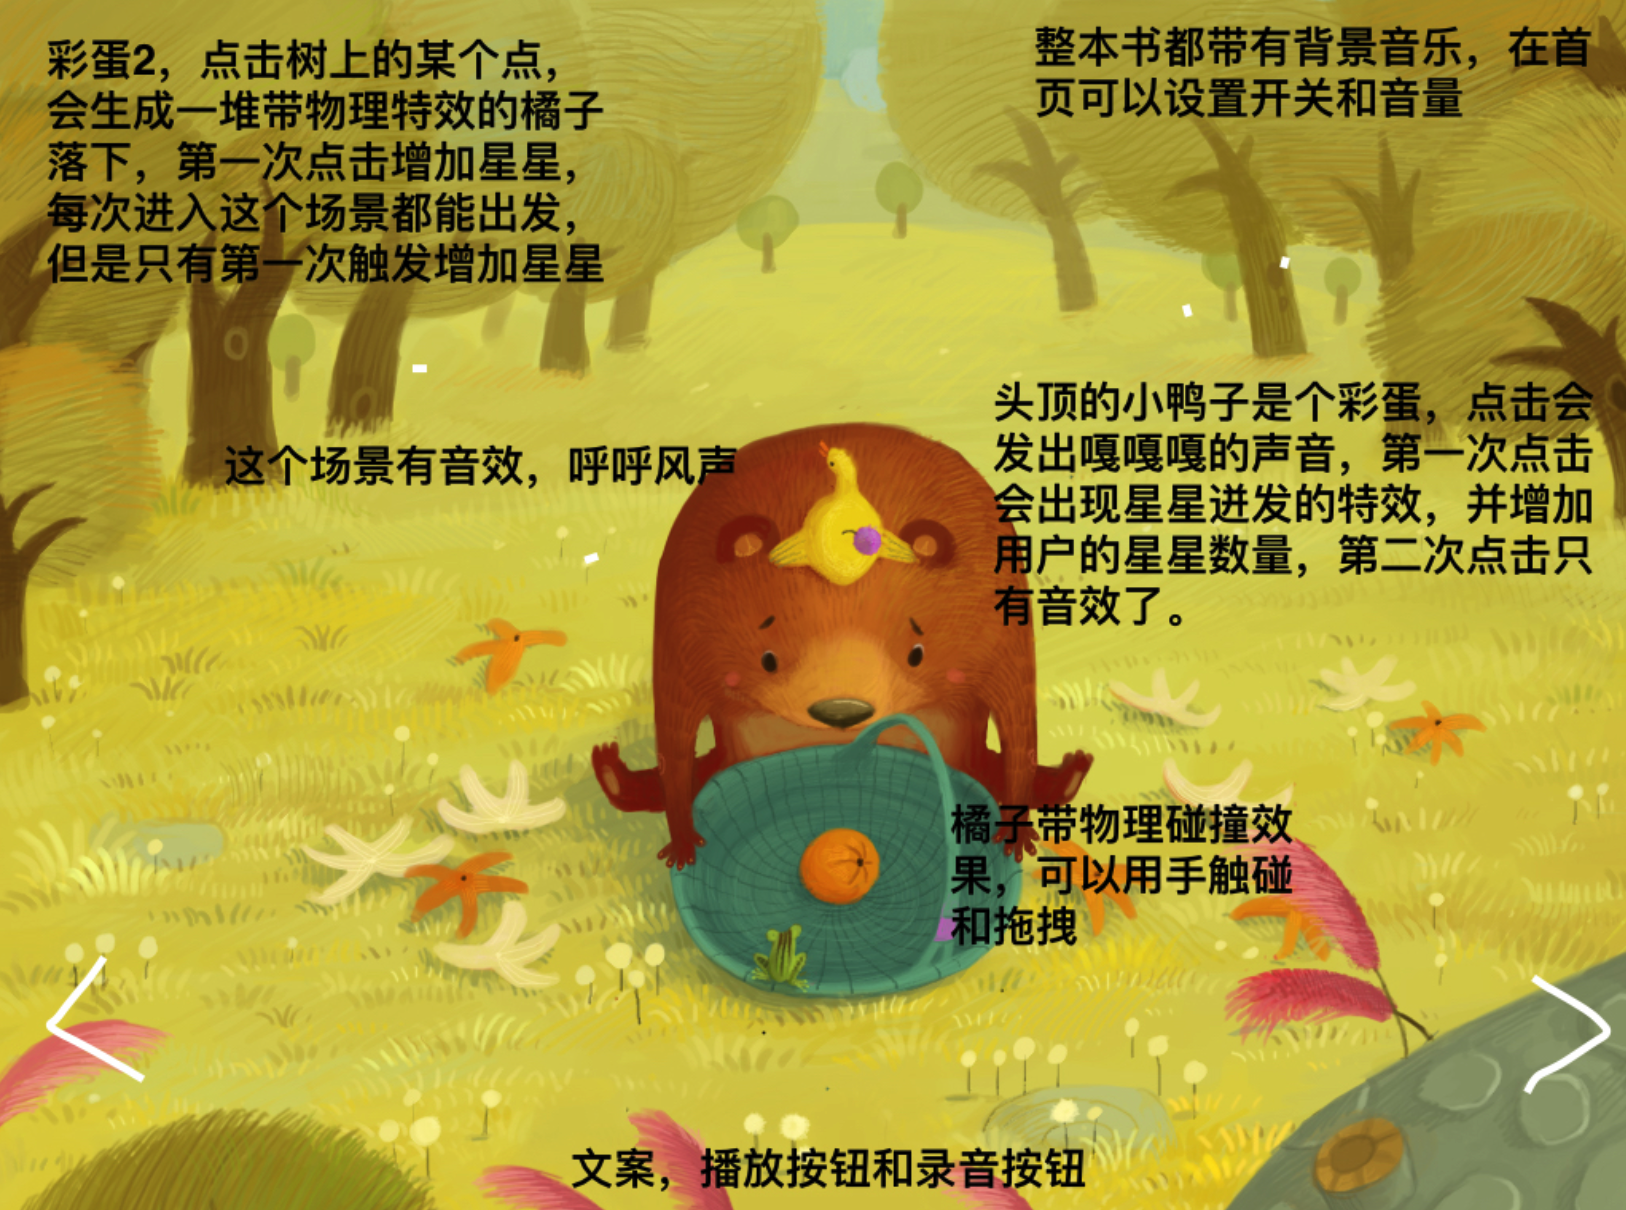 彩蛋2，点击树上的某个点，
会生成一堆带物理特效的橘子
落下，第一次点击增加星星，
每次进入这个场景都能出发，
但是只有第一次触发增加星星
整本书都带有背景音乐，在首
页可以设置开关和音量
这个场景有音效，呼呼风声
头顶的小鸭子是个彩蛋，点击会
发出嘎嘎嘎的声音，第一次点击
会出现星星迸发的特效，并增加
用户的星星数量，第二次点击只
有音效了。
橘子带物理碰撞效
果，可以用手触碰
和拖拽
文案，播放按钮和录音按钮